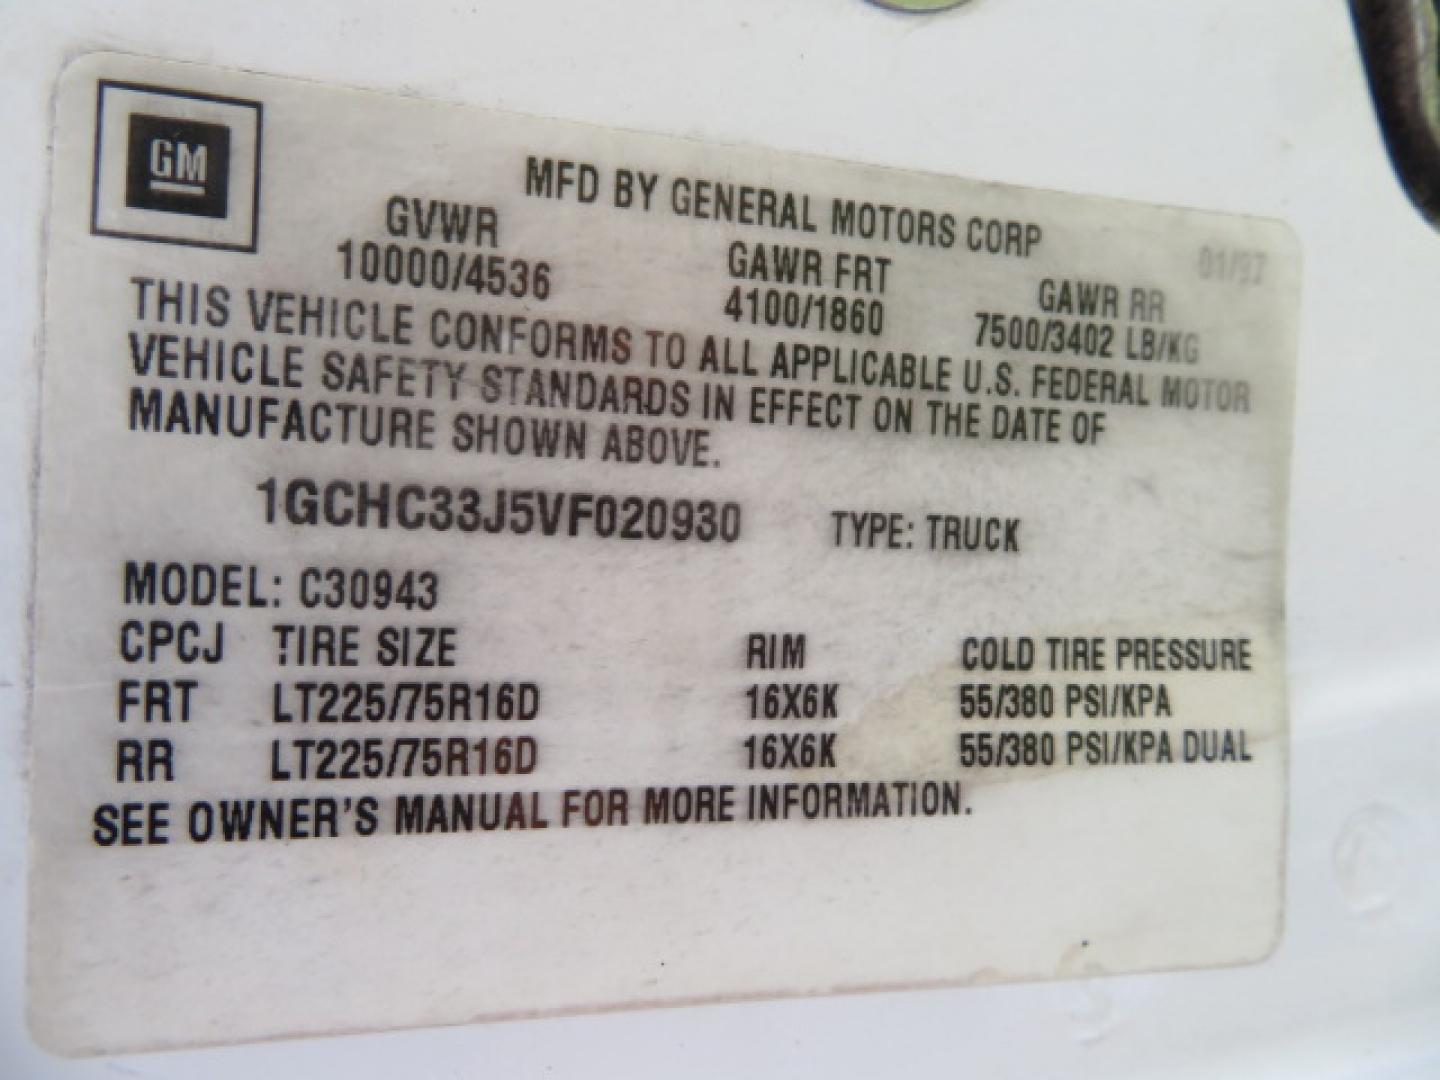 GM
MFD BY GENERAL MOTORS CORP
01/97
GVWR GAWR FRT GAWR RR
10000/4536 4100/1860 7500/3402 LB/KG
THIS VEHICLE CONFORMS TO ALL APPLICABLE U.S. FEDERAL MOTOR
VEHICLE SAFETY STANDARDS IN EFFECT ON THE DATE OF
MANUFACTURE SHOWN ABOVE.
1GCHC33J5VF020930 TYPE: TRUCK
MODEL: C30943
CPCJ TIRE SIZE RIM COLD TIRE PRESSURE
FRT LT225/75R16D 16X6K 55/380 PSI/KPA
RR LT225/75R16D 16X6K 55/380 PSI/KPA DUAL
SEE OWNER'S MANUAL FOR MORE INFORMATION.